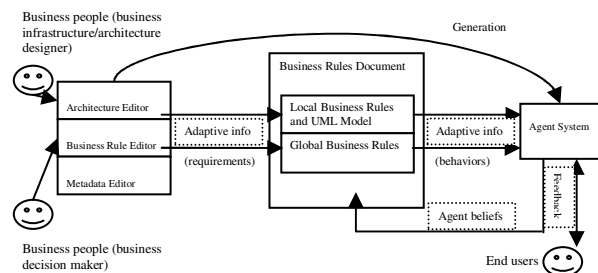 Business people (business
infrastructure/architecture
designer)
Generation
Business Rules Document
Architecture Editor
Business Rule Editor
Metadata Editor
Adaptive info
(requirements)
Local Business Rules
and UML Model
Global Business Rules
Adaptive info
(behaviors)
Agent System
Feedback
Agent beliefs
End users
Business people (business
decision maker)